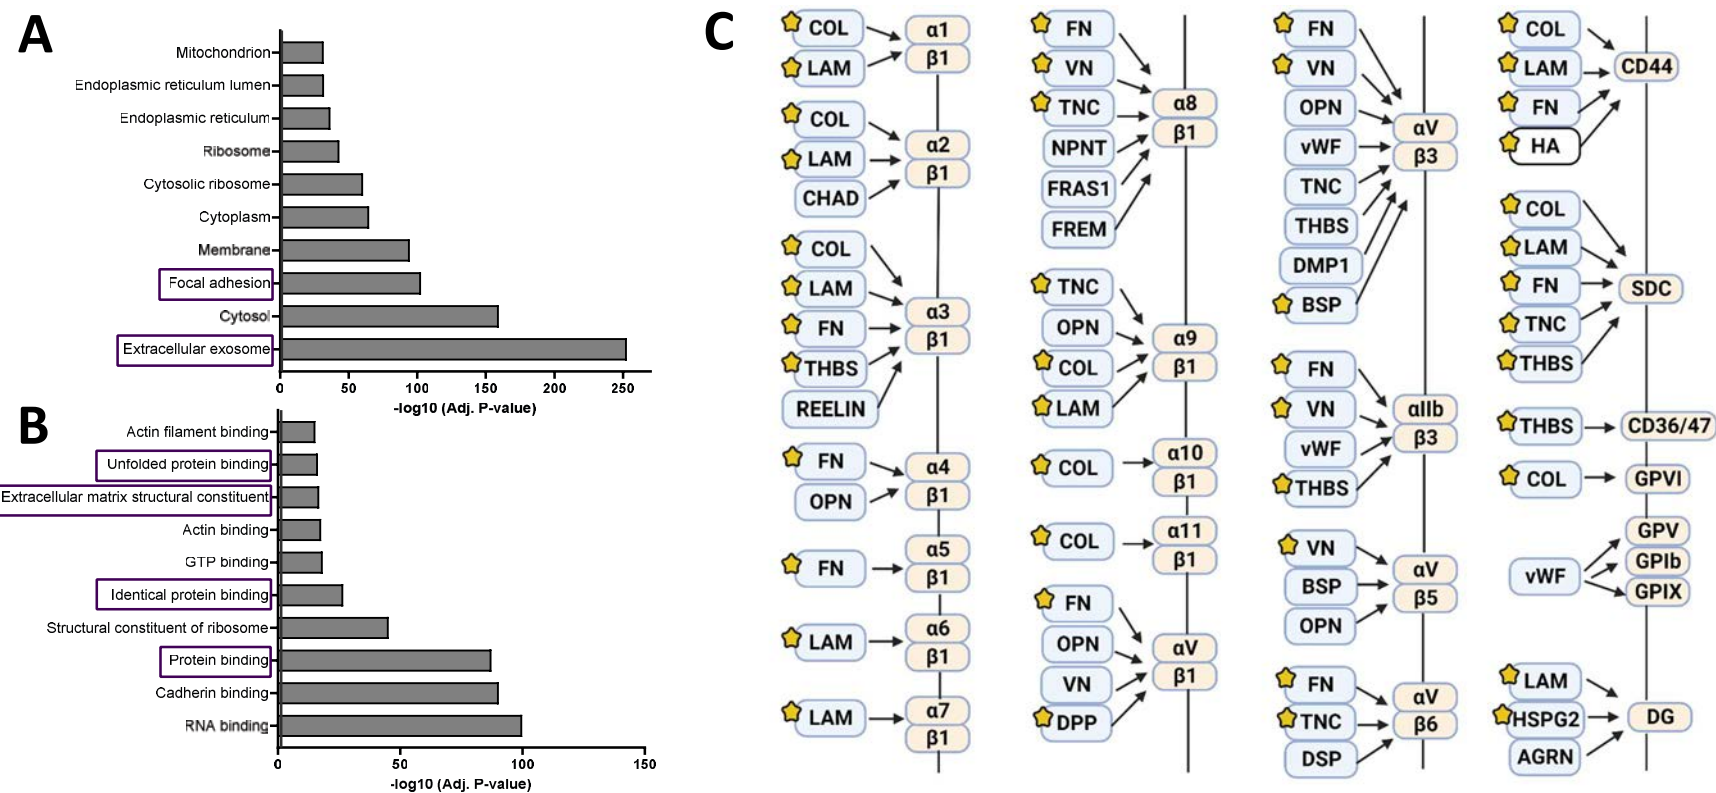 A
Mitochondrion
Endoplasmic reticulum lumen
Endoplasmic reticulum
Ribosome
Cytosolic ribosome
Cytoplasm
Membrane
Focal adhesion
Cytosol
Extracellular exosome
0 50 100 150 200 250
-log10 (Adj. P-value)
B
Actin filament binding
Unfolded protein binding
Extracellular matrix structural constituent
Actin binding
GTP binding
Identical protein binding
Structural constituent of ribosome
Protein binding
Cadherin binding
RNA binding
0 50 100 150
-log10 (Adj. P-value)
C
COL
LAM
α1
β1
COL
LAM
CHAD
α2
β1
COL
LAM
FN
THBS
REELIN
α3
β1
FN
OPN
α4
β1
FN
α5
β1
LAM
α6
β1
LAM
α7
β1
FN
VN
TNC
NPNT
FRAS1
FREM
α8
β1
TNC
OPN
COL
LAM
α9
β1
COL
α10
β1
COL
α11
β1
FN
OPN
VN
DPP
αV
β1
FN
VN
OPN
vWF
TNC
THBS
DMP1
BSP
αV
β3
FN
VN
vWF
THBS
αIIb
β3
VN
BSP
OPN
αV
β5
FN
TNC
DSP
αV
β6
COL
LAM
FN
HA
CD44
COL
LAM
FN
TNC
THBS
SDC
THBS
CD36/47
COL
GPVI
vWF
GPV
GPIb
GPIX
LAM
HSPG2
AGRN
DG